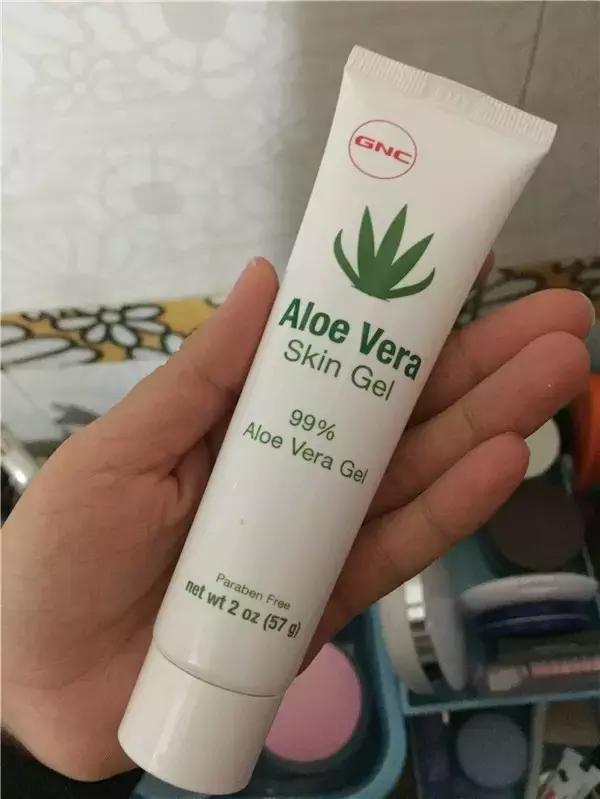 GNC
Aloe Vera
Skin Gel
99%
Aloe Vera Gel
Paraben Free
net wt 2 oz (57 g)